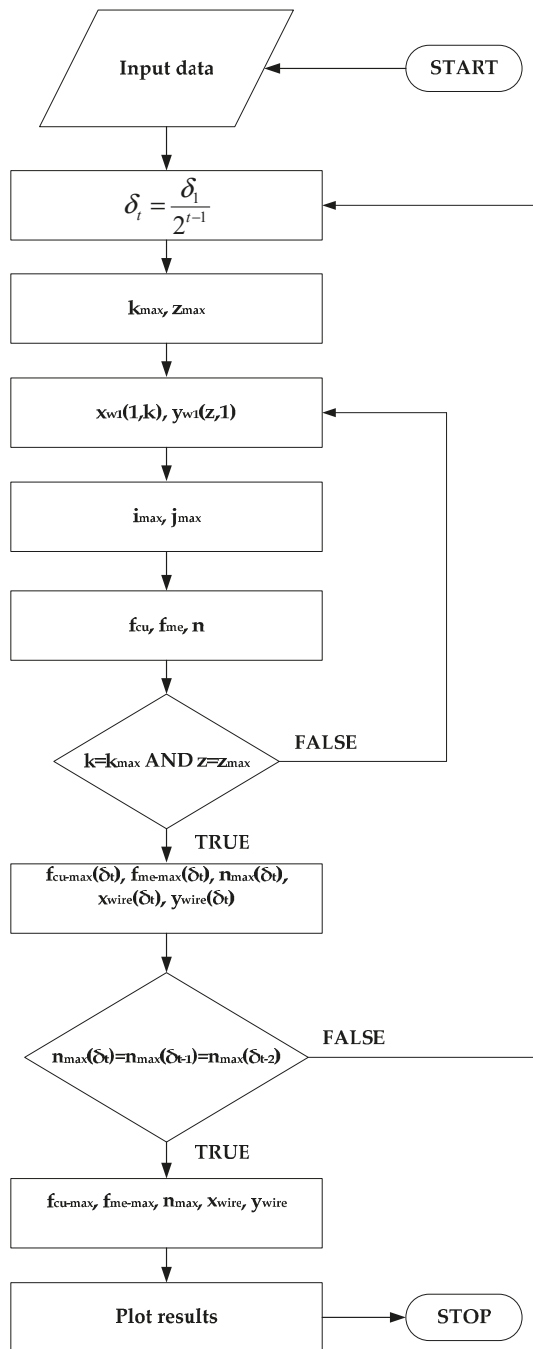 START
Input data
δₜ = δ₁ / 2ᵗ⁻¹
kmax, zmax
xw1(1,k), yw1(z,1)
imax, jmax
fcu, fme, n
k=kmax AND z=zmax
FALSE
TRUE
fcu-max(δt), fme-max(δt), nmax(δt),
xwire(δt), ywire(δt)
nmax(δt)=nmax(δt-1)=nmax(δt-2)
FALSE
TRUE
fcu-max, fme-max, nmax, xwire, ywire
Plot results
STOP